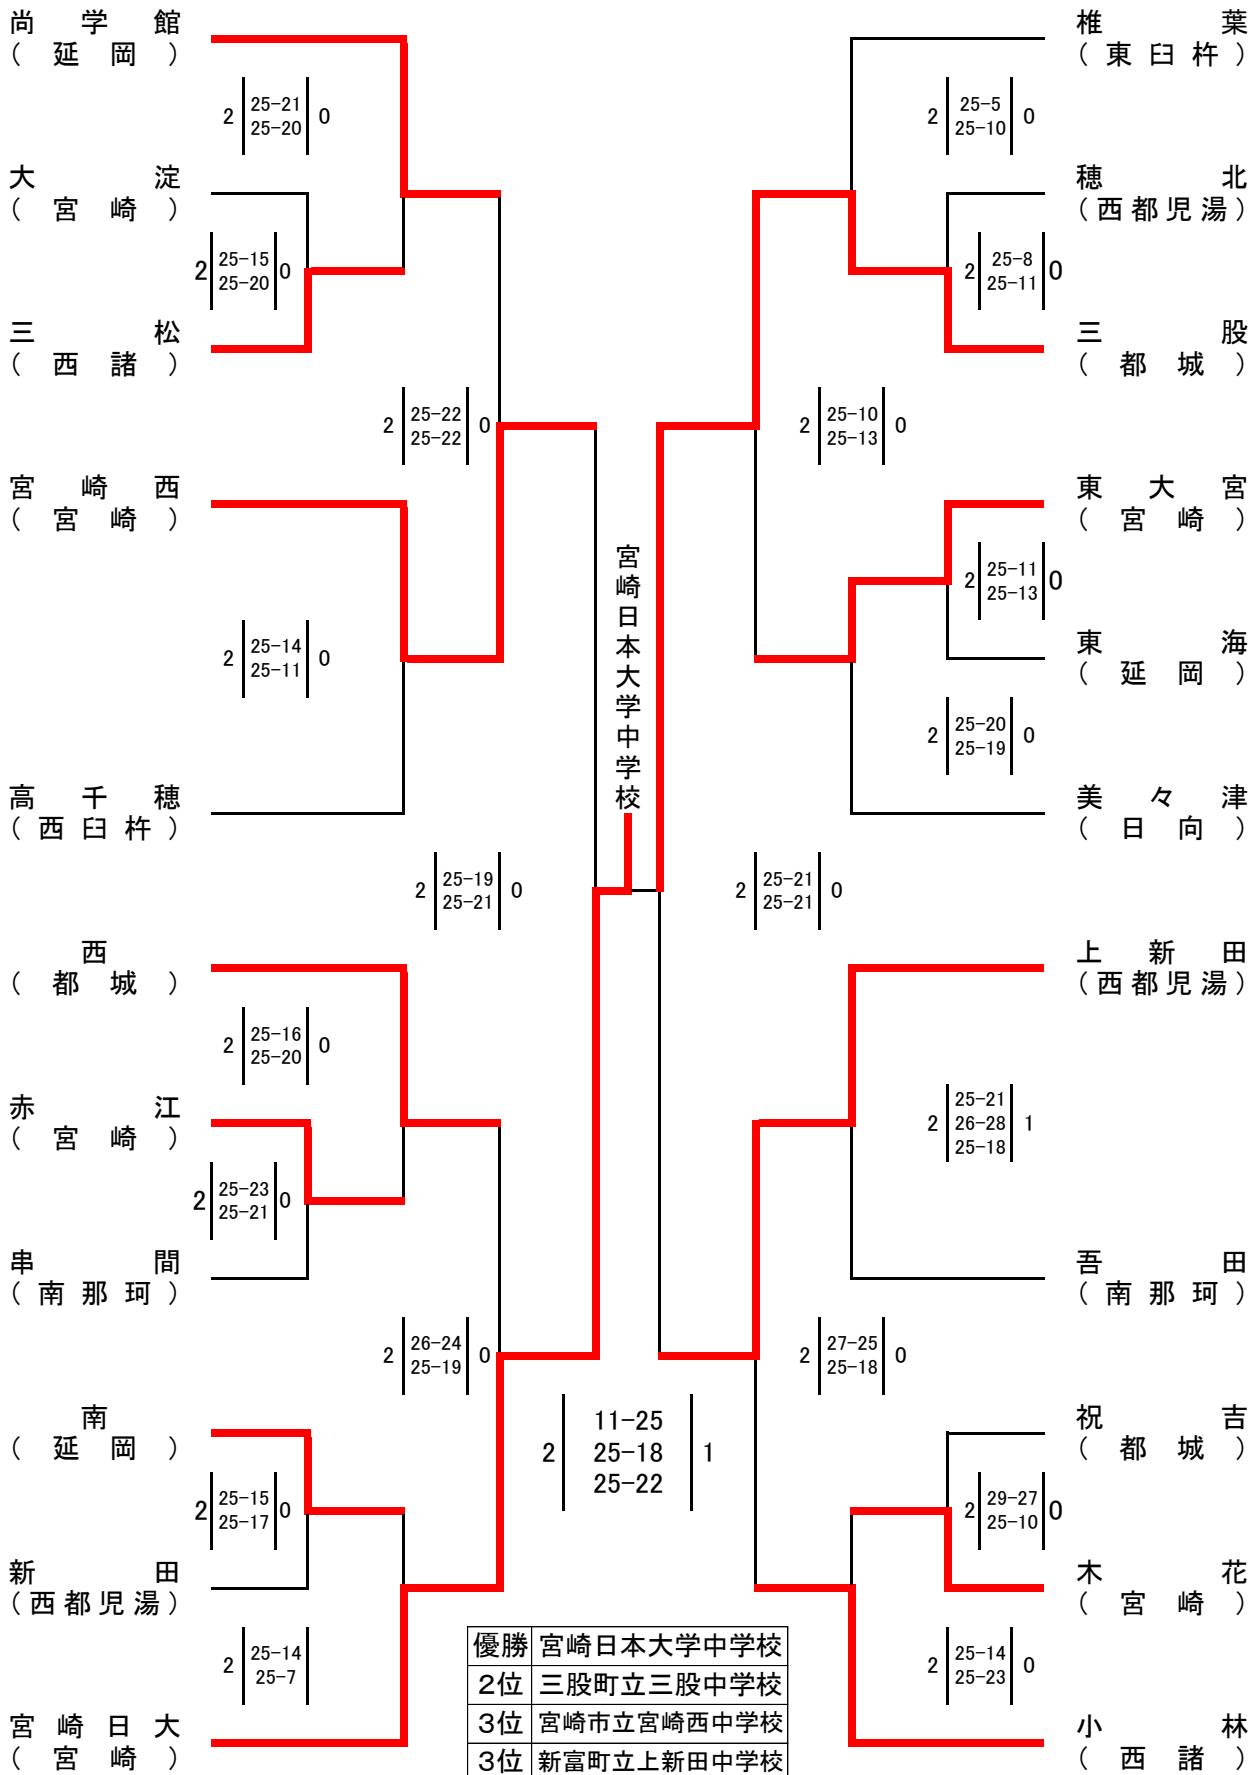 尚学館
(延岡)
2 25-21 0
25-20
大淀
(宮崎)
2 25-15 0
25-20
三松
(西諸)
2 25-22 0
25-22
宮崎西
(宮崎)
2 25-14 0
25-11
高千穂
(西臼杵)
2 25-19 0
25-21
西
(都城)
2 25-16 0
25-20
赤江
(宮崎)
2 25-23 0
25-21
串間
(南那珂)
2 26-24 0
25-19
南
(延岡)
2 25-15 0
25-17
新田
(西都児湯)
2 25-14
25-7
宮崎日大
(宮崎)
宮崎日本大学中学校
2 11-25 1
25-18
25-22
椎葉
(東臼杵)
2 25-5 0
25-10
穂北
(西都児湯)
2 25-8 0
25-11
三股
(都城)
2 25-10 0
25-13
東大宮
(宮崎)
2 25-11 0
25-13
東海
(延岡)
2 25-20 0
25-19
美々津
(日向)
2 25-21 0
25-21
上新田
(西都児湯)
2 25-21 1
26-28
25-18
吾田
(南那珂)
2 27-25 0
25-18
祝吉
(都城)
2 29-27 0
25-10
木花
(宮崎)
2 25-14 0
25-23
小林
(西諸)
優勝 宮崎日本大学中学校
2位 三股町立三股中学校
3位 宮崎市立宮崎西中学校
3位 新富町立上新田中学校